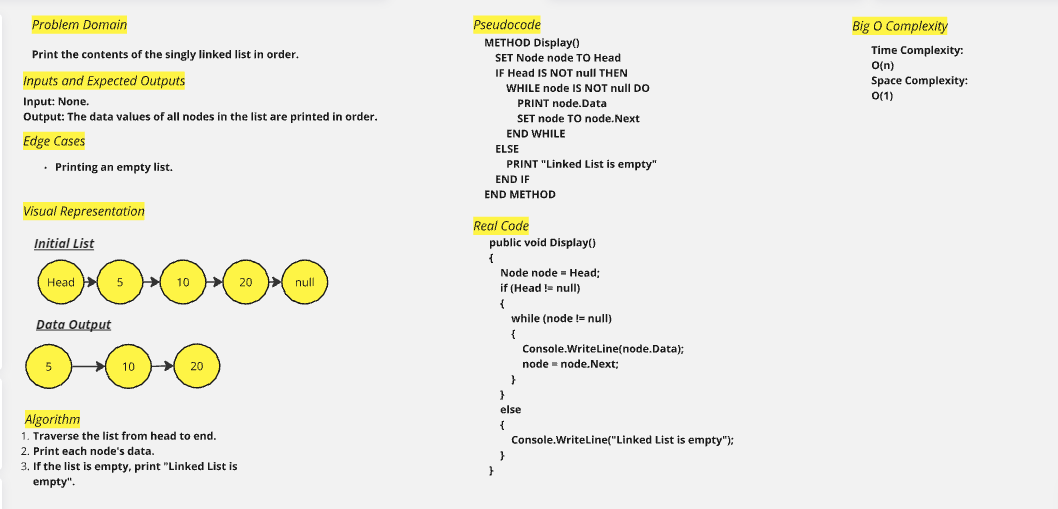 Problem Domain
Print the contents of the singly linked list in order.
Inputs and Expected Outputs
Input: None.
Output: The data values of all nodes in the list are printed in order.
Edge Cases
· Printing an empty list.
Visual Representation
Initial List
Head 5 10 20 null
Data Output
5 10 20
Algorithm
1. Traverse the list from head to end.
2. Print each node's data.
3. If the list is empty, print "Linked List is
empty".
Pseudocode
METHOD Display()
SET Node node TO Head
IF Head IS NOT null THEN
WHILE node IS NOT null DO
PRINT node.Data
SET node TO node.Next
END WHILE
ELSE
PRINT "Linked List is empty"
END IF
END METHOD
Real Code
public void Display()
{
Node node = Head;
if (Head != null)
{
while (node != null)
{
Console.WriteLine(node.Data);
node = node.Next;
}
}
else
{
Console.WriteLine("Linked List is empty");
}
}
Big O Complexity
Time Complexity:
O(n)
Space Complexity:
O(1)